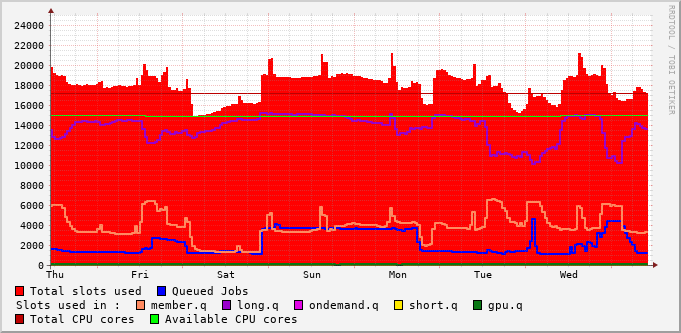 24000
22000
20000
18000
16000
14000
12000
10000
8000
6000
4000
2000
0
Thu Fri Sat Sun Mon Tue Wed
RRDTOOL / TOBI OETIKER
Total slots used Queued Jobs
Slots used in : member.q long.q ondemand.q short.q gpu.q
Total CPU cores Available CPU cores